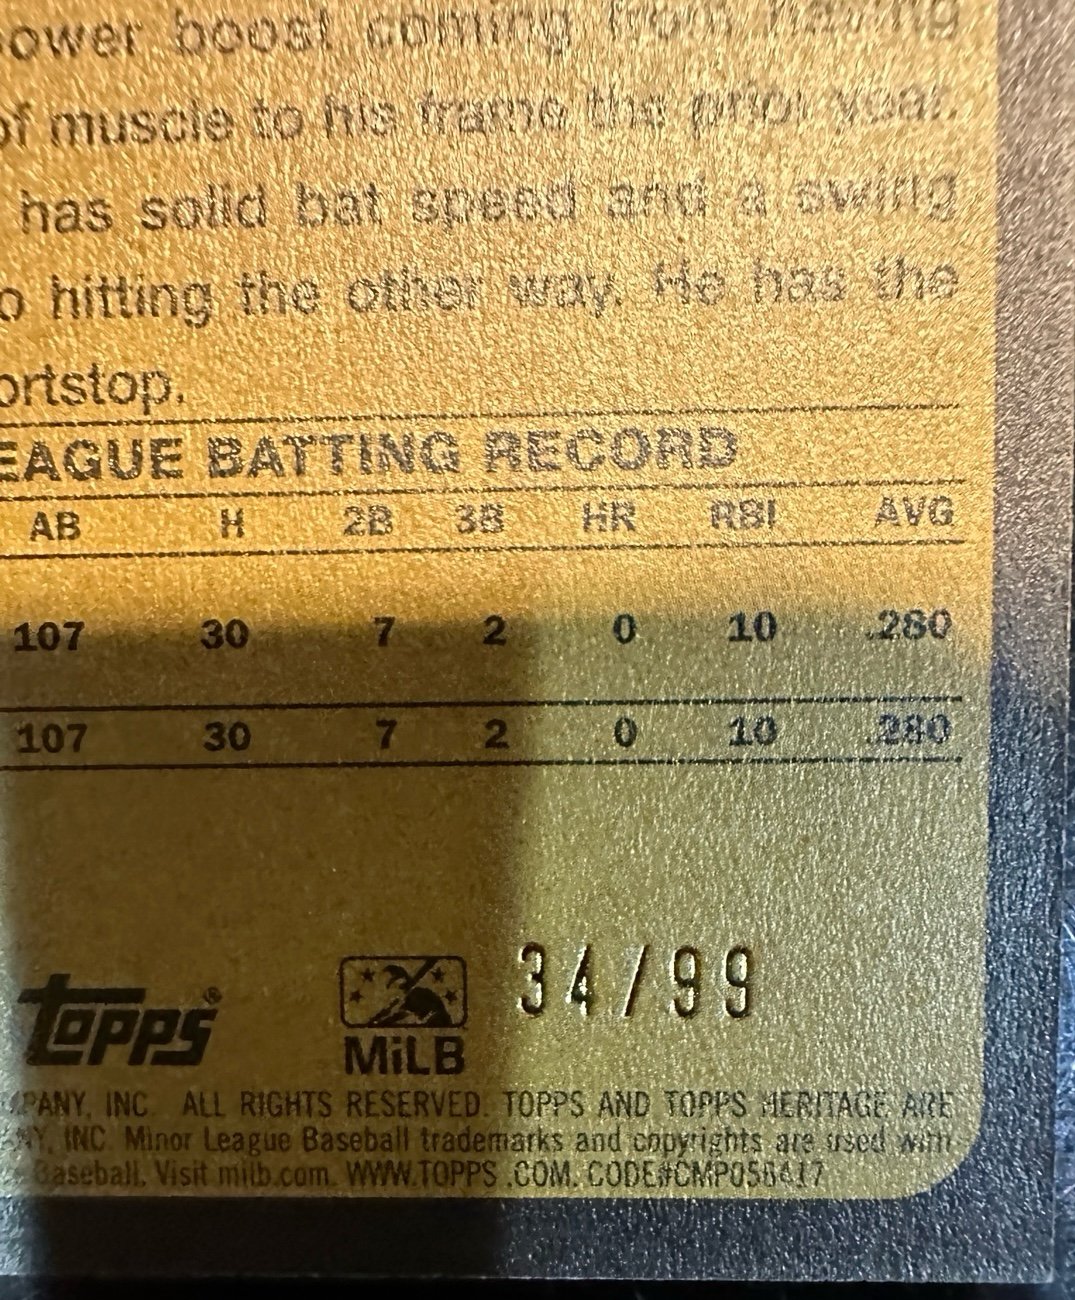 power boost coming from having
of muscle to his frame the prior year.
has solid bat speed and a swing
o hitting the other way. He has the
ortstop.
EAGUE BATTING RECORD
AB H 2B 3B HR RBI AVG
107 30 7 2 0 10 .280
107 30 7 2 0 10 .280
topps®
MiLB
34/99
MPANY, INC. ALL RIGHTS RESERVED. TOPPS AND TOPPS HERITAGE ARE
NY, INC. Minor League Baseball trademarks and copyrights are used with
Baseball. Visit milb.com. WWW.TOPPS.COM. CODE#CMP056417